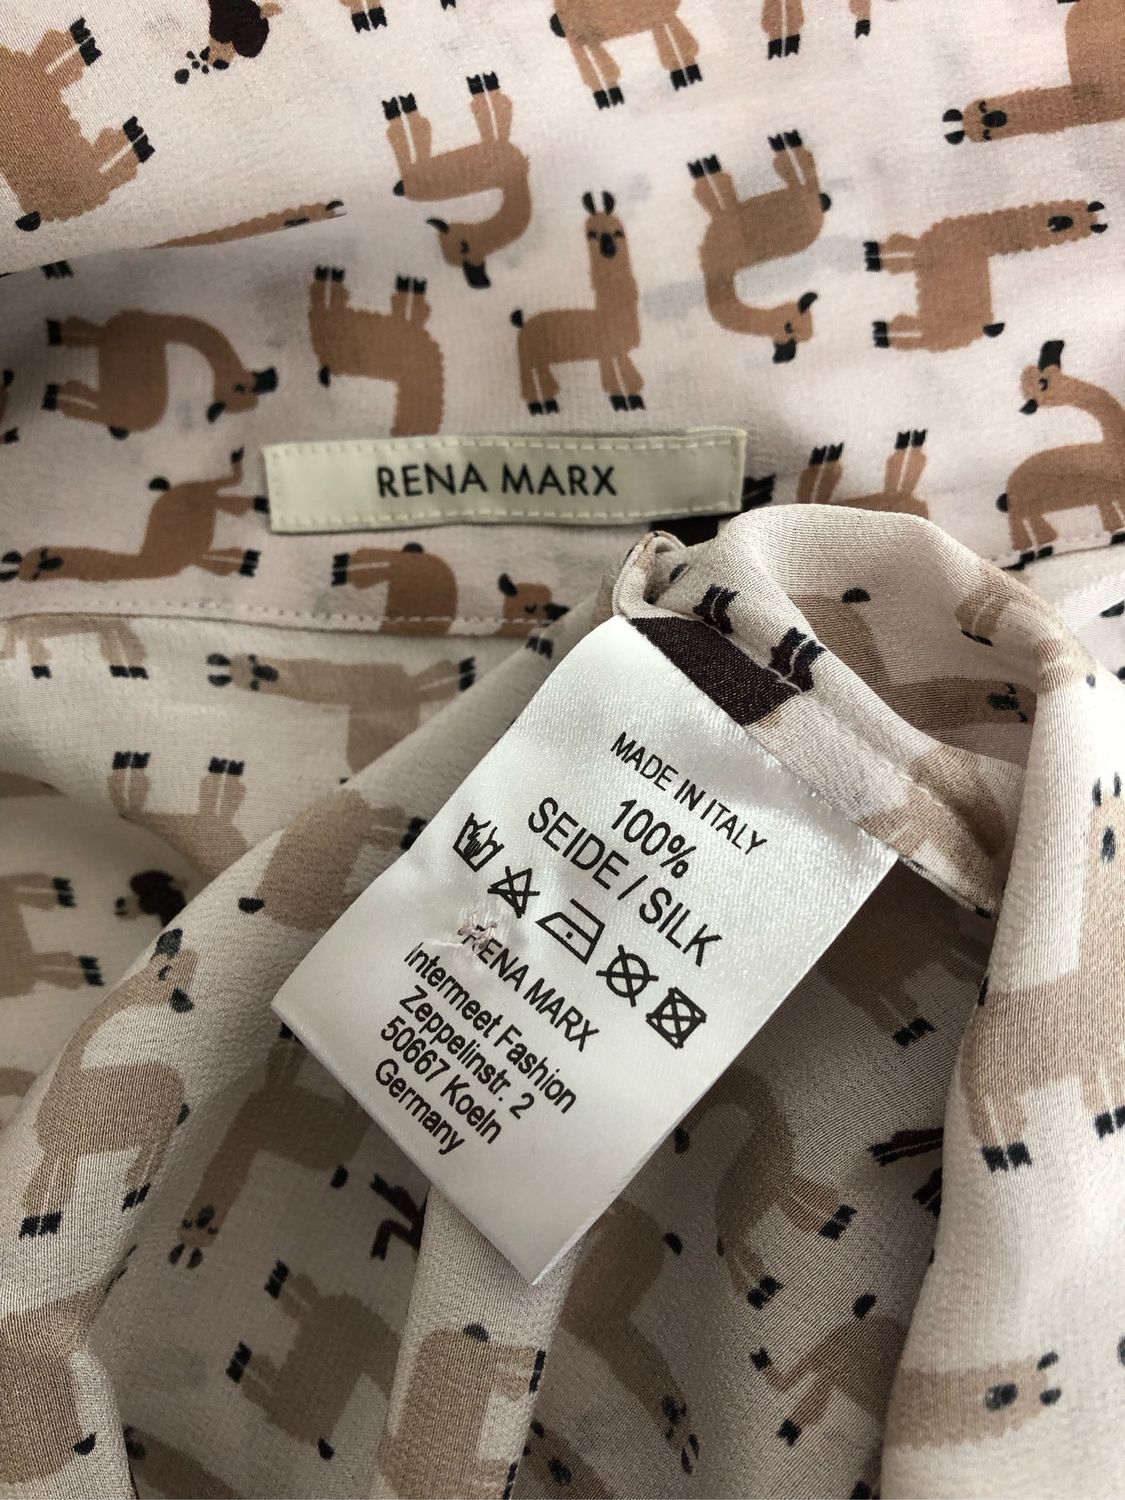 RENA MARX
MADE IN ITALY
100%
SEIDE / SILK
RENA MARX
Intermeet Fashion
Zeppelinstr. 2
50667 Koeln
Germany